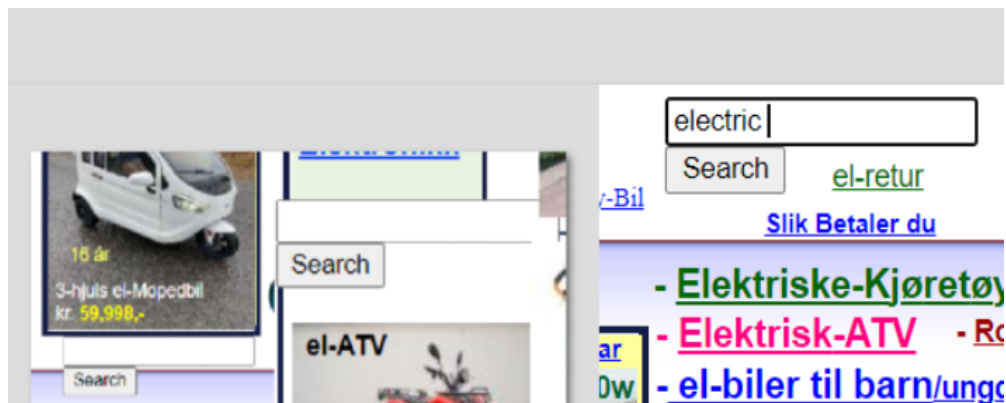 16 år
3-hjuls el-Mopedbil
kr. 59,998,-
Search
Search
el-ATV
electric
Search
el-retur
Slik Betaler du
- Elektriske-Kjøretøy
- Elektrisk-ATV
- el-biler til barn/ungd